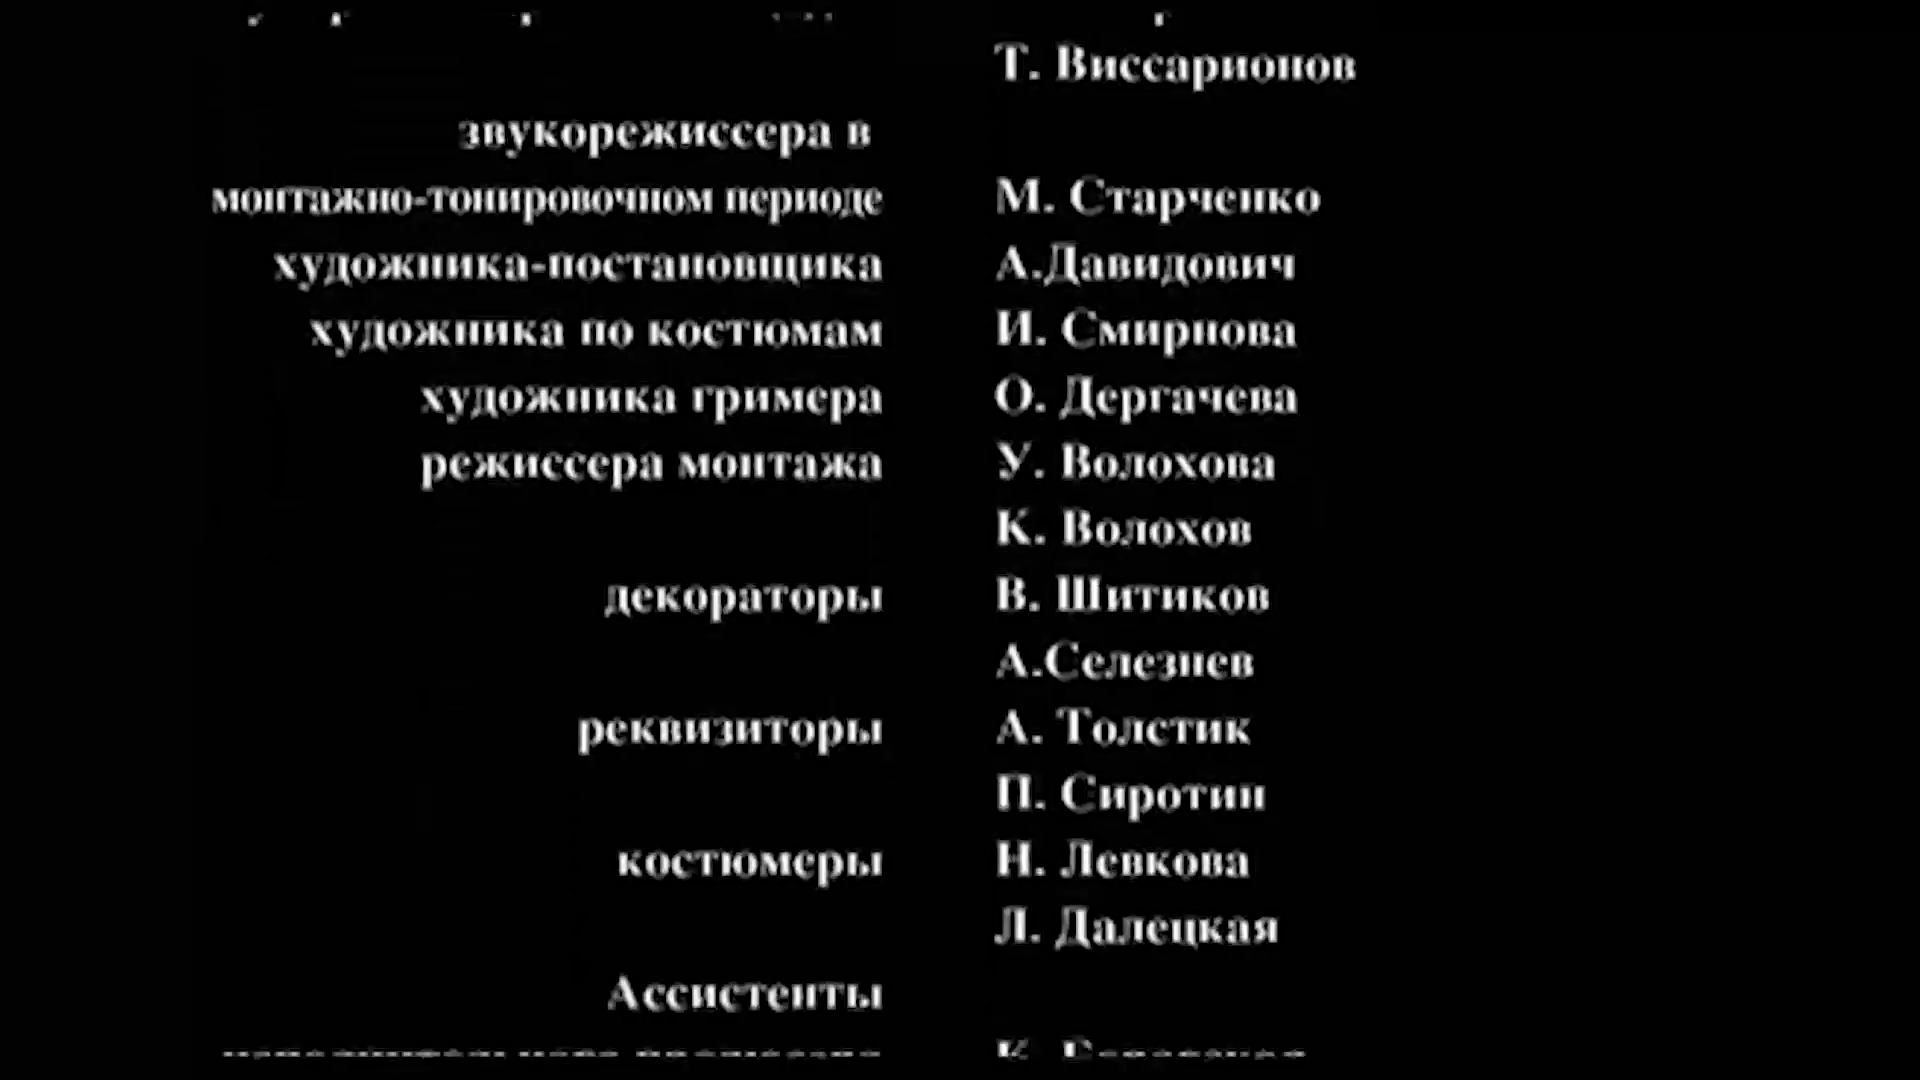 Т. Виссарионов
звукорежиссера в
монтажно-тонировочном периоде М. Старченко
художника-постановщика А.Давидович
художника по костюмам И. Смирнова
художника гримера О. Дергачева
режиссера монтажа У. Волохова
К. Волохов
декораторы В. Шитиков
А.Селезнев
реквизиторы А. Толстик
П. Сиротин
костюмеры Н. Левкова
Л. Далецкая
Ассистенты